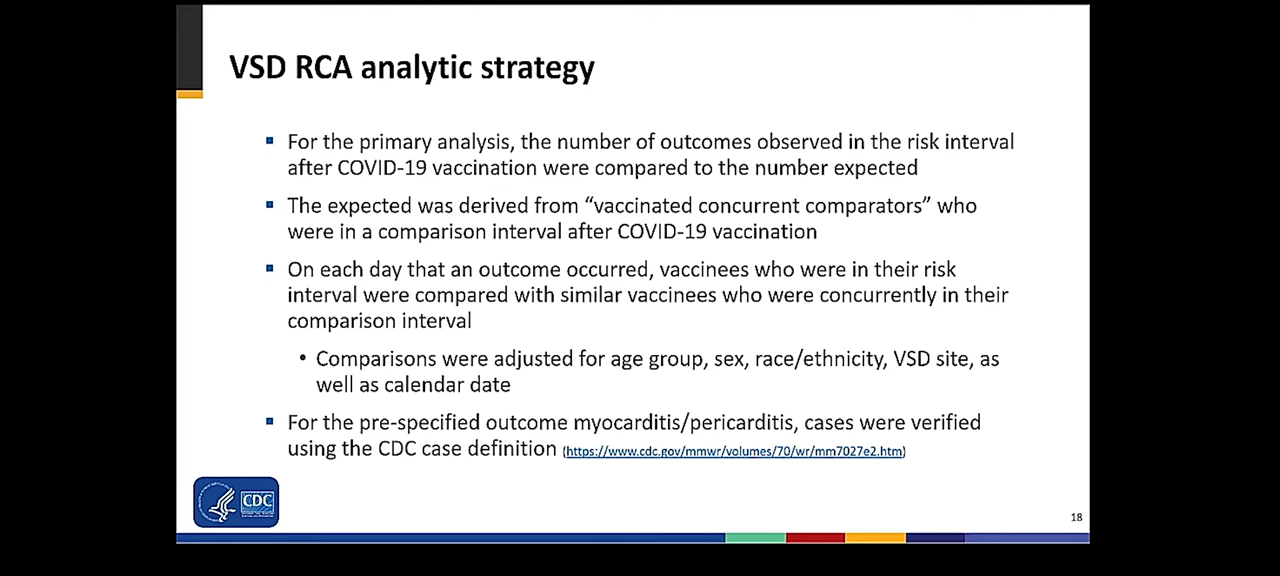 VSD RCA analytic strategy
▪ For the primary analysis, the number of outcomes observed in the risk interval
after COVID-19 vaccination were compared to the number expected
▪ The expected was derived from “vaccinated concurrent comparators” who
were in a comparison interval after COVID-19 vaccination
▪ On each day that an outcome occurred, vaccinees who were in their risk
interval were compared with similar vaccinees who were concurrently in their
comparison interval
• Comparisons were adjusted for age group, sex, race/ethnicity, VSD site, as
well as calendar date
▪ For the pre-specified outcome myocarditis/pericarditis, cases were verified
using the CDC case definition (https://www.cdc.gov/mmwr/volumes/70/wr/mm7027e2.htm)
CDC
18